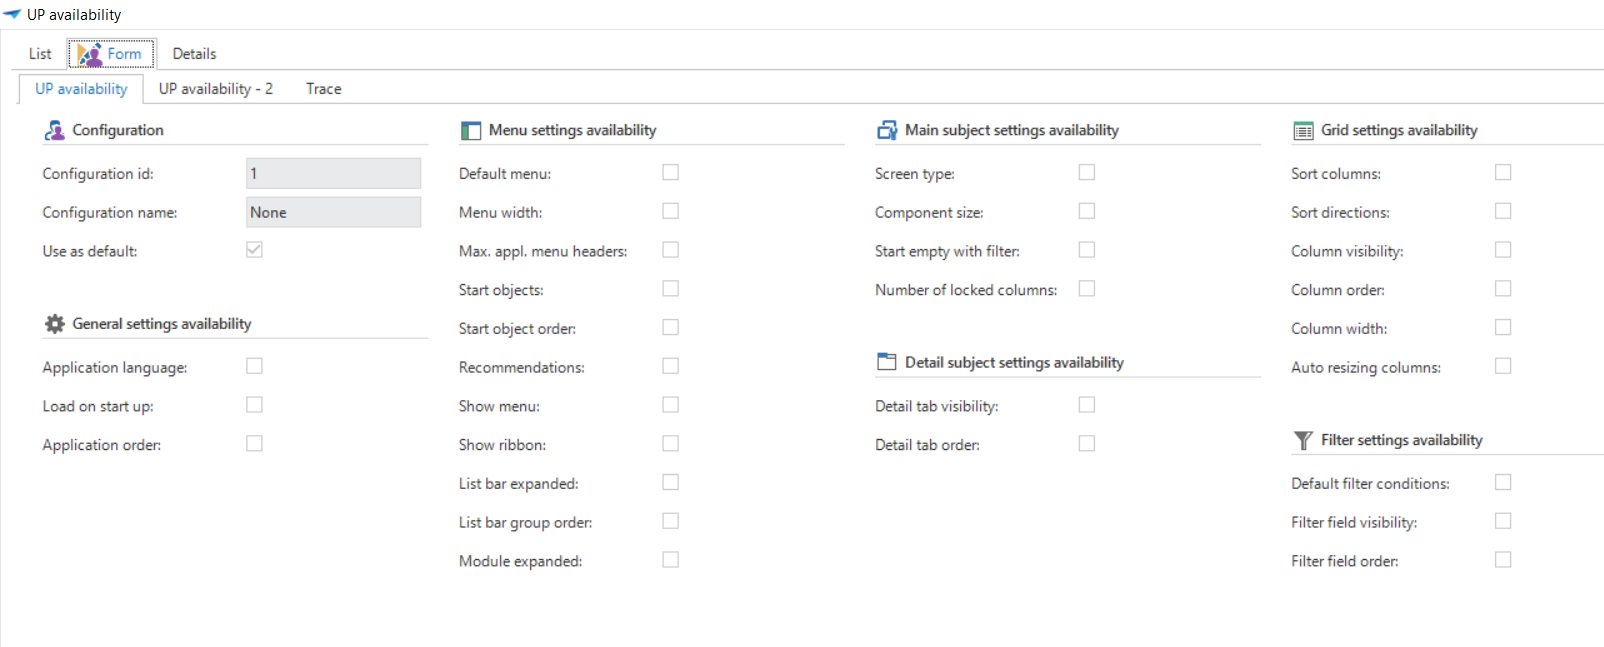 UP availability
List
Form
Details
UP availability
UP availability - 2
Trace
Configuration
Configuration id:
1
Configuration name:
None
Use as default:
General settings availability
Application language:
Load on start up:
Application order:
Menu settings availability
Default menu:
Menu width:
Max. appl. menu headers:
Start objects:
Start object order:
Recommendations:
Show menu:
Show ribbon:
List bar expanded:
List bar group order:
Module expanded:
Main subject settings availability
Screen type:
Component size:
Start empty with filter:
Number of locked columns:
Detail subject settings availability
Detail tab visibility:
Detail tab order:
Grid settings availability
Sort columns:
Sort directions:
Column visibility:
Column order:
Column width:
Auto resizing columns:
Filter settings availability
Default filter conditions:
Filter field visibility:
Filter field order: